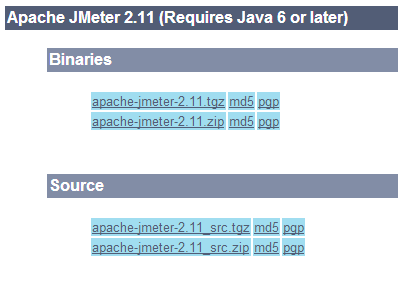 Apache JMeter 2.11 (Requires Java 6 or later)
Binaries
apache-jmeter-2.11.tgz md5 pgp
apache-jmeter-2.11.zip md5 pgp
Source
apache-jmeter-2.11_src.tgz md5 pgp
apache-jmeter-2.11_src.zip md5 pgp